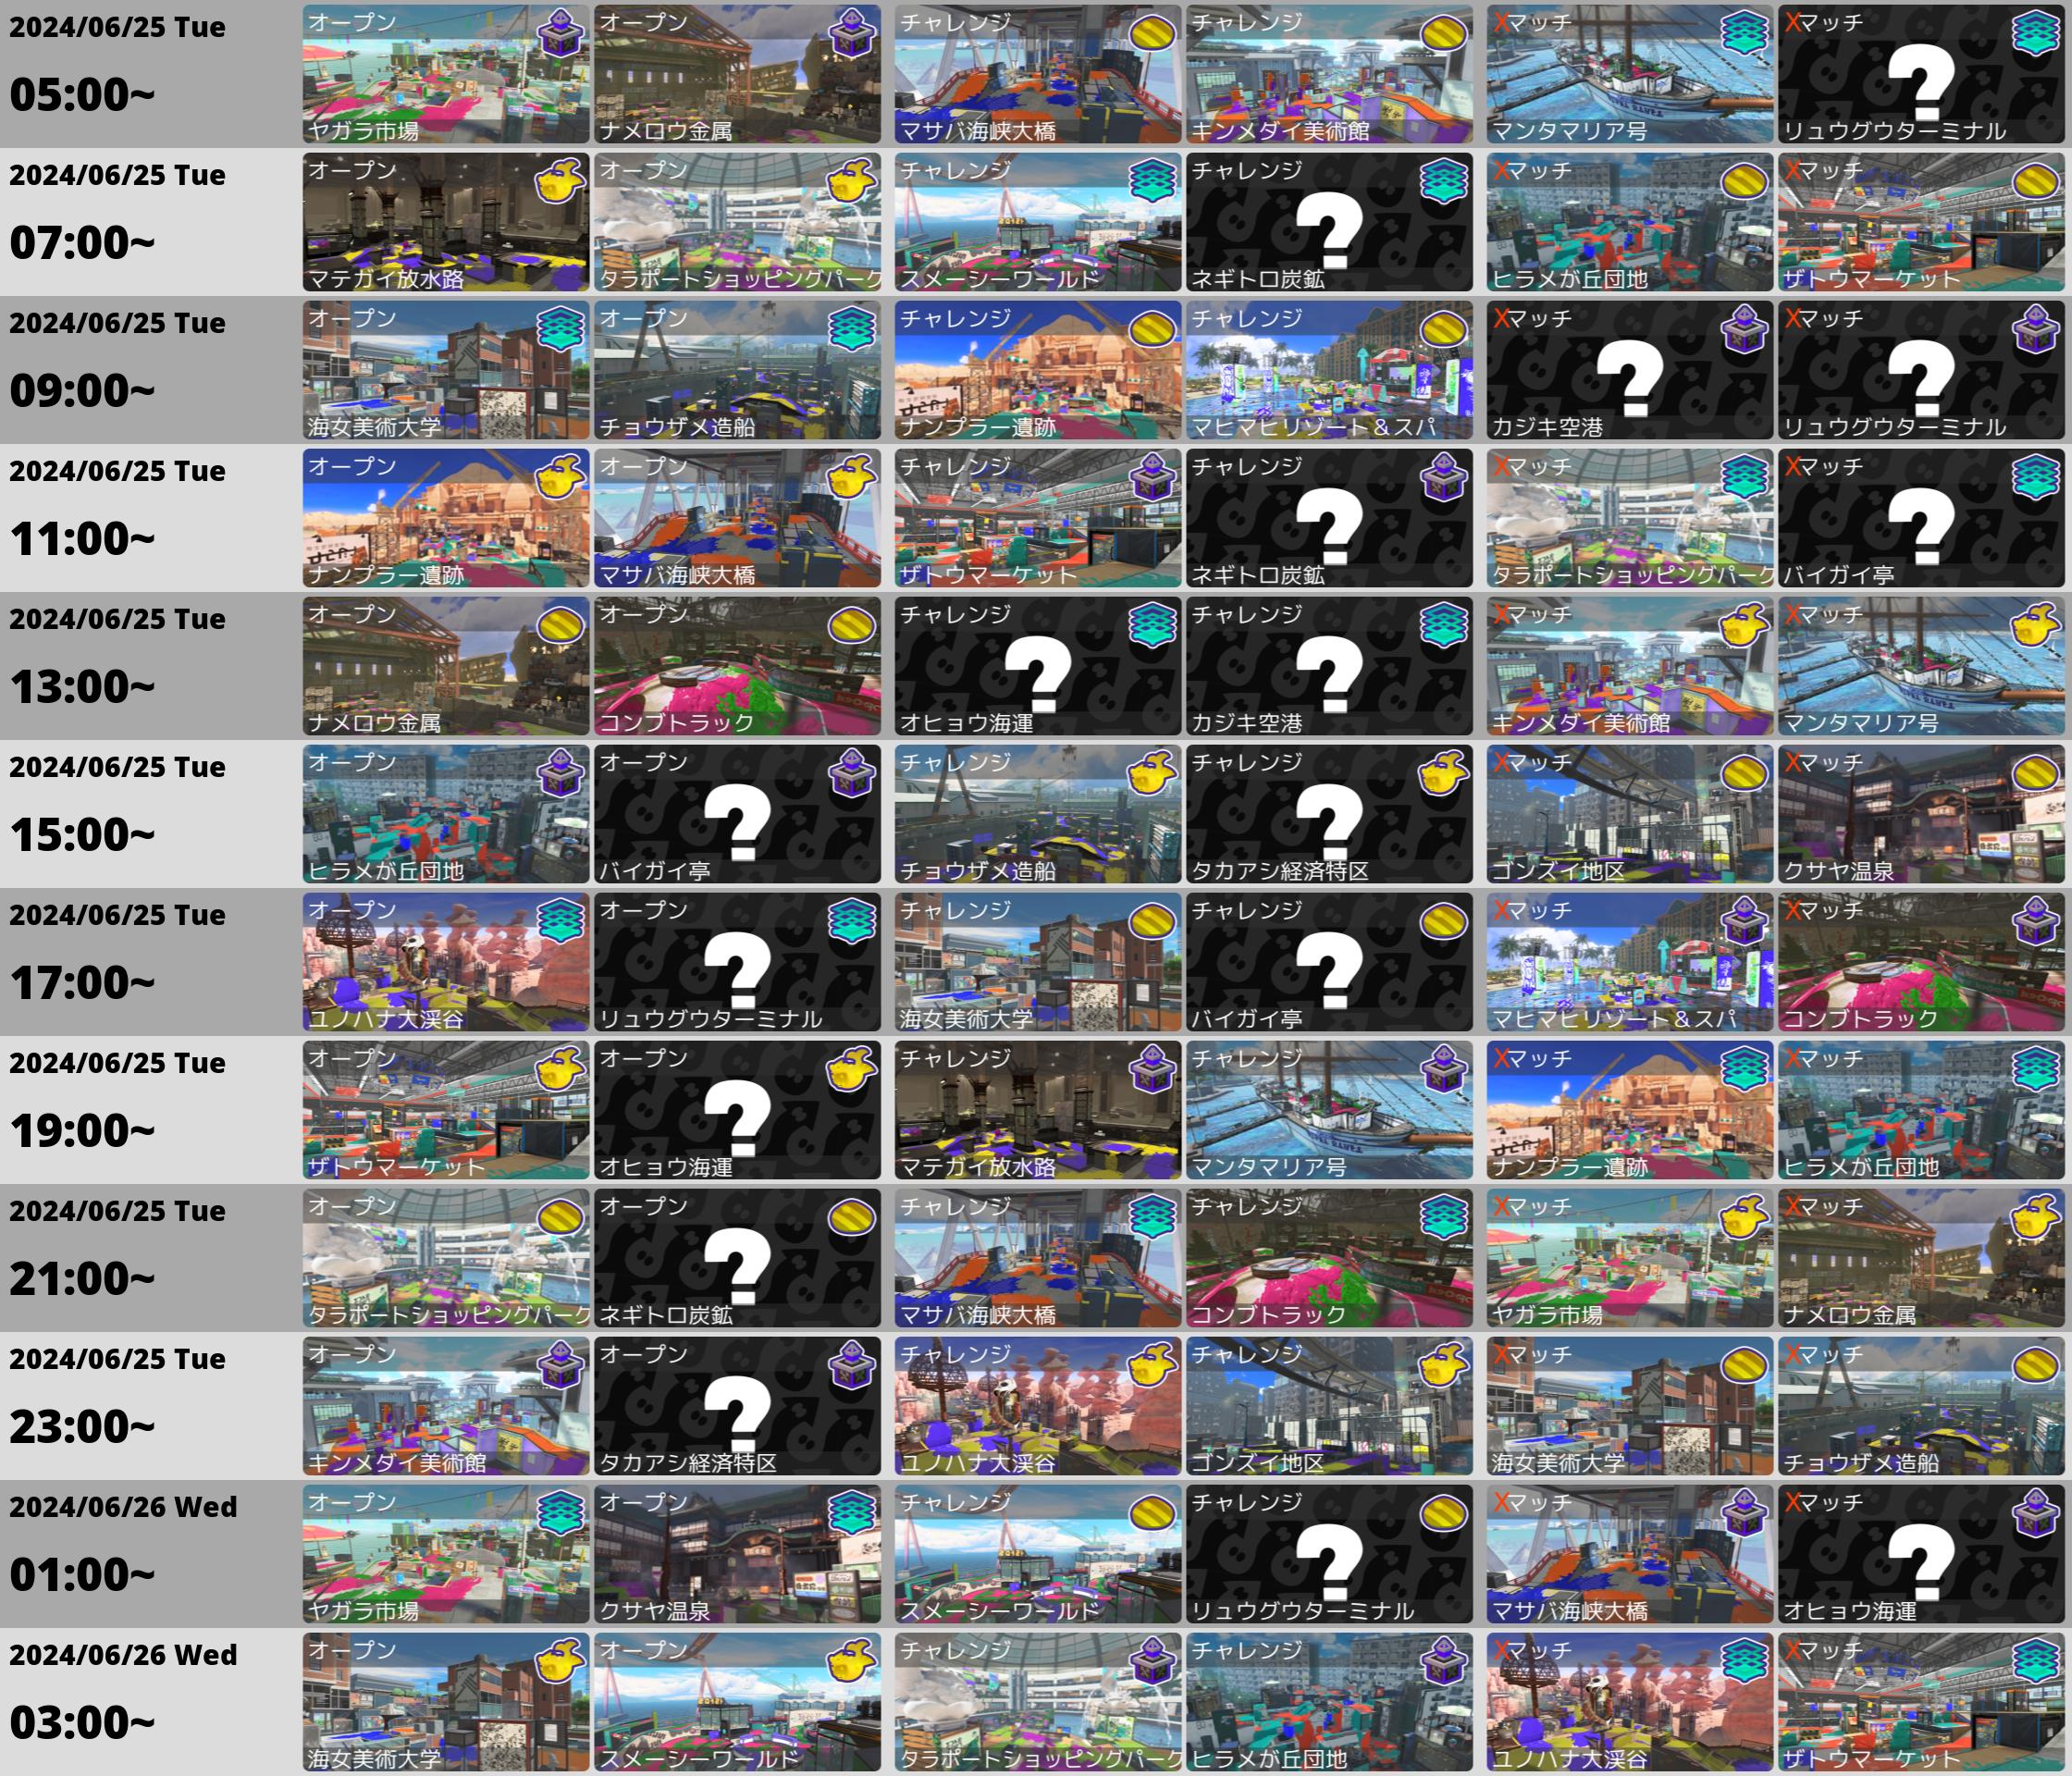 2024/06/25 Tue
05:00~
オープン
ヤガラ市場
オープン
ナメロウ金属
チャレンジ
マサバ海峡大橋
チャレンジ
キンメダイ美術館
Xマッチ
マンタマリア号
Xマッチ
リュウグウターミナル
2024/06/25 Tue
07:00~
オープン
マテガイ放水路
オープン
タラポートショッピングパーク
チャレンジ
スメーシーワールド
チャレンジ
ネギトロ炭鉱
Xマッチ
ヒラメが丘団地
Xマッチ
ザトウマーケット
2024/06/25 Tue
09:00~
オープン
海女美術大学
オープン
チョウザメ造船
チャレンジ
ナンプラー遺跡
チャレンジ
マヒマヒリゾート＆スパ
Xマッチ
カジキ空港
Xマッチ
リュウグウターミナル
2024/06/25 Tue
11:00~
オープン
ナンプラー遺跡
オープン
マサバ海峡大橋
チャレンジ
ザトウマーケット
チャレンジ
ネギトロ炭鉱
Xマッチ
タラポートショッピングパーク
Xマッチ
バイガイ亭
2024/06/25 Tue
13:00~
オープン
ナメロウ金属
オープン
コンブトラック
チャレンジ
オヒョウ海運
チャレンジ
カジキ空港
Xマッチ
キンメダイ美術館
Xマッチ
マンタマリア号
2024/06/25 Tue
15:00~
オープン
ヒラメが丘団地
オープン
バイガイ亭
チャレンジ
チョウザメ造船
チャレンジ
タカアシ経済特区
Xマッチ
ゴンズイ地区
Xマッチ
クサヤ温泉
2024/06/25 Tue
17:00~
オープン
ユノハナ大渓谷
オープン
リュウグウターミナル
チャレンジ
海女美術大学
チャレンジ
バイガイ亭
Xマッチ
マヒマヒリゾート＆スパ
Xマッチ
コンブトラック
2024/06/25 Tue
19:00~
オープン
ザトウマーケット
オープン
オヒョウ海運
チャレンジ
マテガイ放水路
チャレンジ
マンタマリア号
Xマッチ
ナンプラー遺跡
Xマッチ
ヒラメが丘団地
2024/06/25 Tue
21:00~
オープン
タラポートショッピングパーク
オープン
ネギトロ炭鉱
チャレンジ
マサバ海峡大橋
チャレンジ
コンブトラック
Xマッチ
ヤガラ市場
Xマッチ
ナメロウ金属
2024/06/25 Tue
23:00~
オープン
キンメダイ美術館
オープン
タカアシ経済特区
チャレンジ
ユノハナ大渓谷
チャレンジ
ゴンズイ地区
Xマッチ
海女美術大学
Xマッチ
チョウザメ造船
2024/06/26 Wed
01:00~
オープン
ヤガラ市場
オープン
クサヤ温泉
チャレンジ
スメーシーワールド
チャレンジ
リュウグウターミナル
Xマッチ
マサバ海峡大橋
Xマッチ
オヒョウ海運
2024/06/26 Wed
03:00~
オープン
海女美術大学
オープン
スメーシーワールド
チャレンジ
タラポートショッピングパーク
チャレンジ
ヒラメが丘団地
Xマッチ
ユノハナ大渓谷
Xマッチ
ザトウマーケット